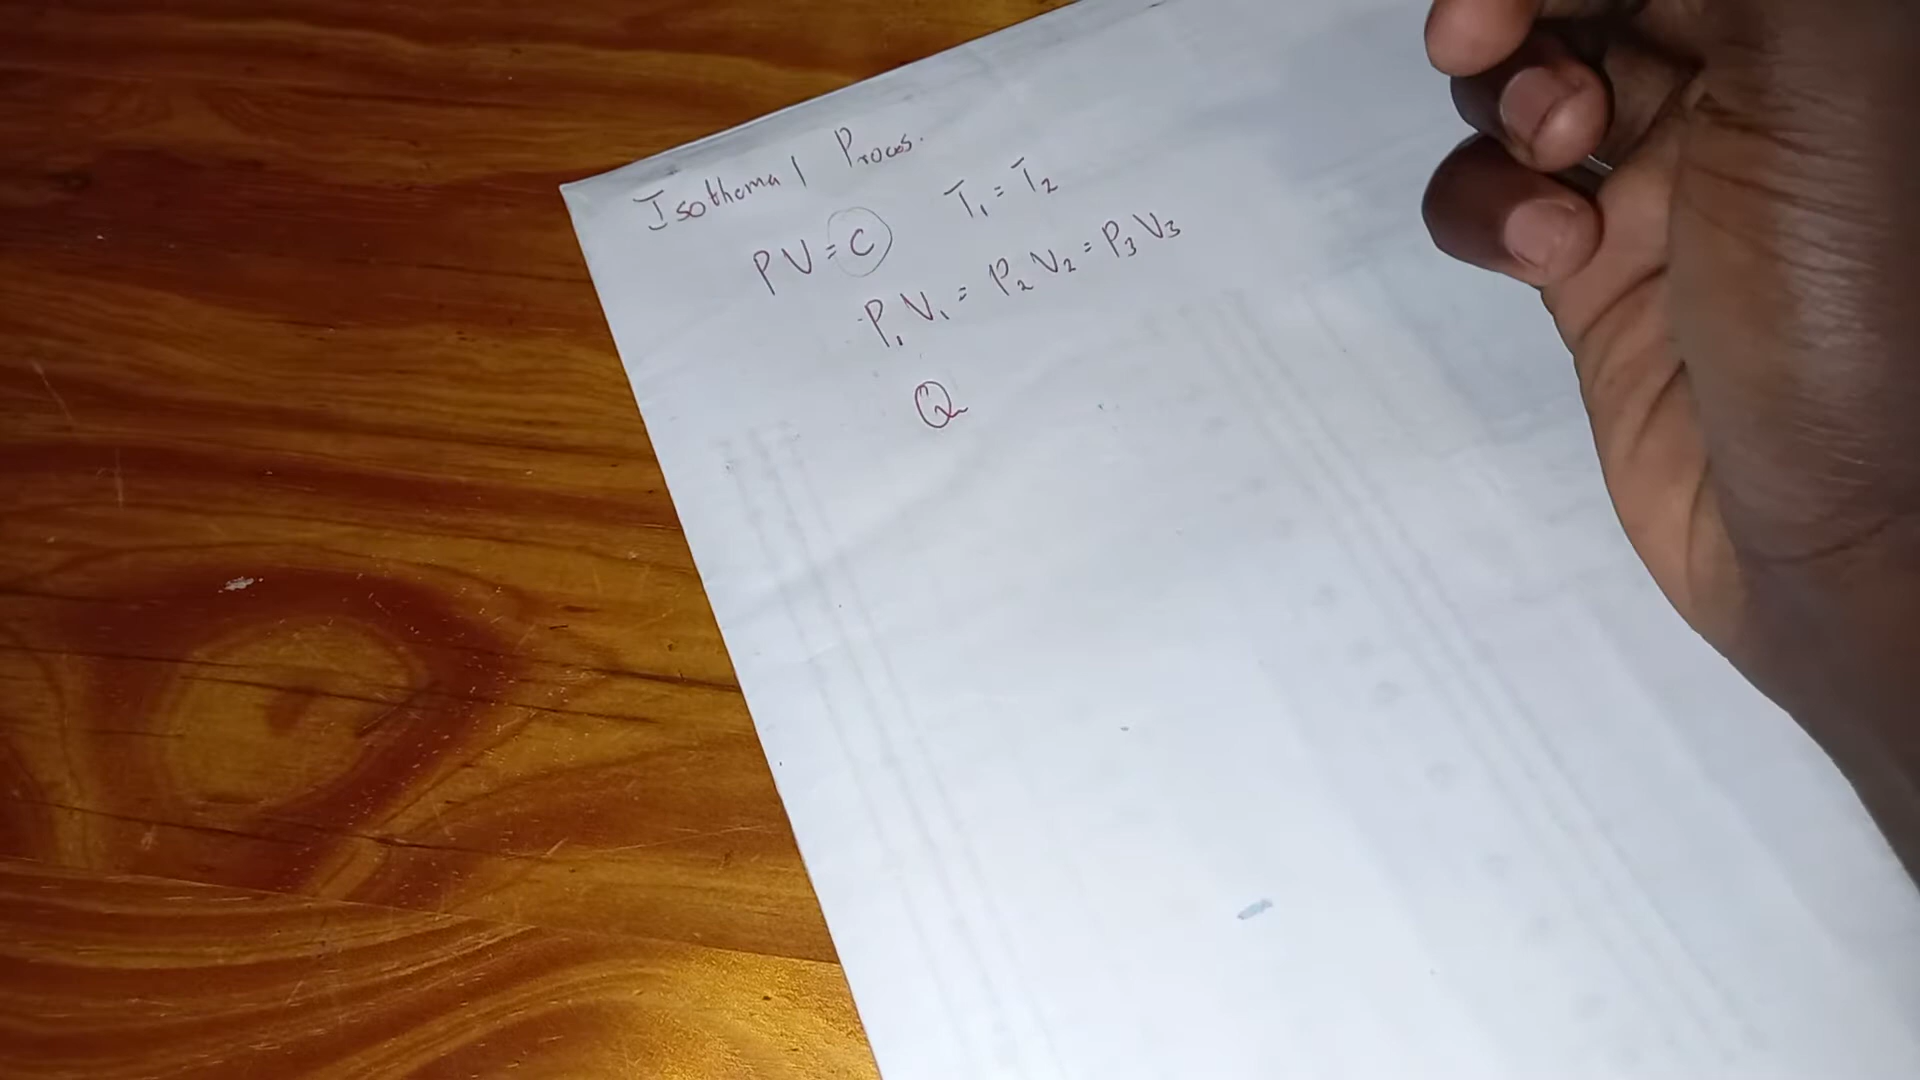 Isothermal Process.
PV = C T₁ = T₂
P₁V₁ = P₂V₂ = P₃V₃
Q